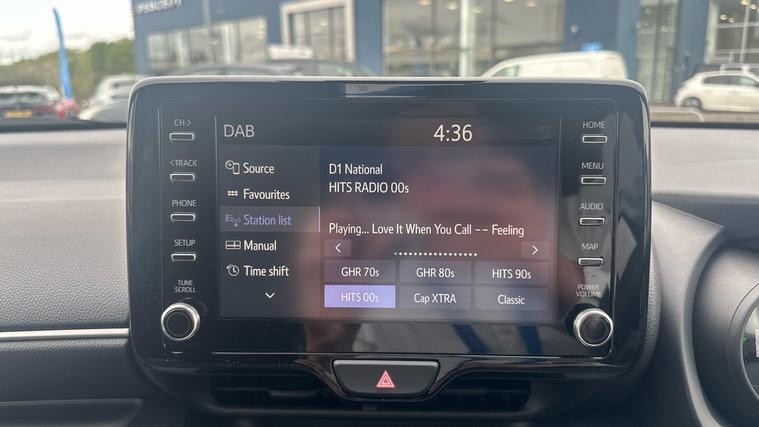 CH >
<TRACK
PHONE
SETUP
TUNE
SCROLL
DAB
4:36
Source
Favourites
Station list
Manual
Time shift
D1 National
HITS RADIO 00s
Playing... Love It When You Call -- Feeling
<
>
GHR 70s
GHR 80s
HITS 90s
HITS 00s
Cap XTRA
Classic
HOME
MENU
AUDIO
MAP
POWER
VOLUME